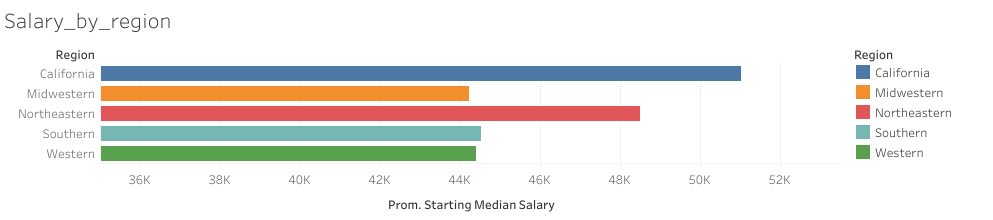 Salary_by_region
Region
California
Midwestern
Northeastern
Southern
Western
36K 38K 40K 42K 44K 46K 48K 50K 52K
Prom. Starting Median Salary
Region
California
Midwestern
Northeastern
Southern
Western